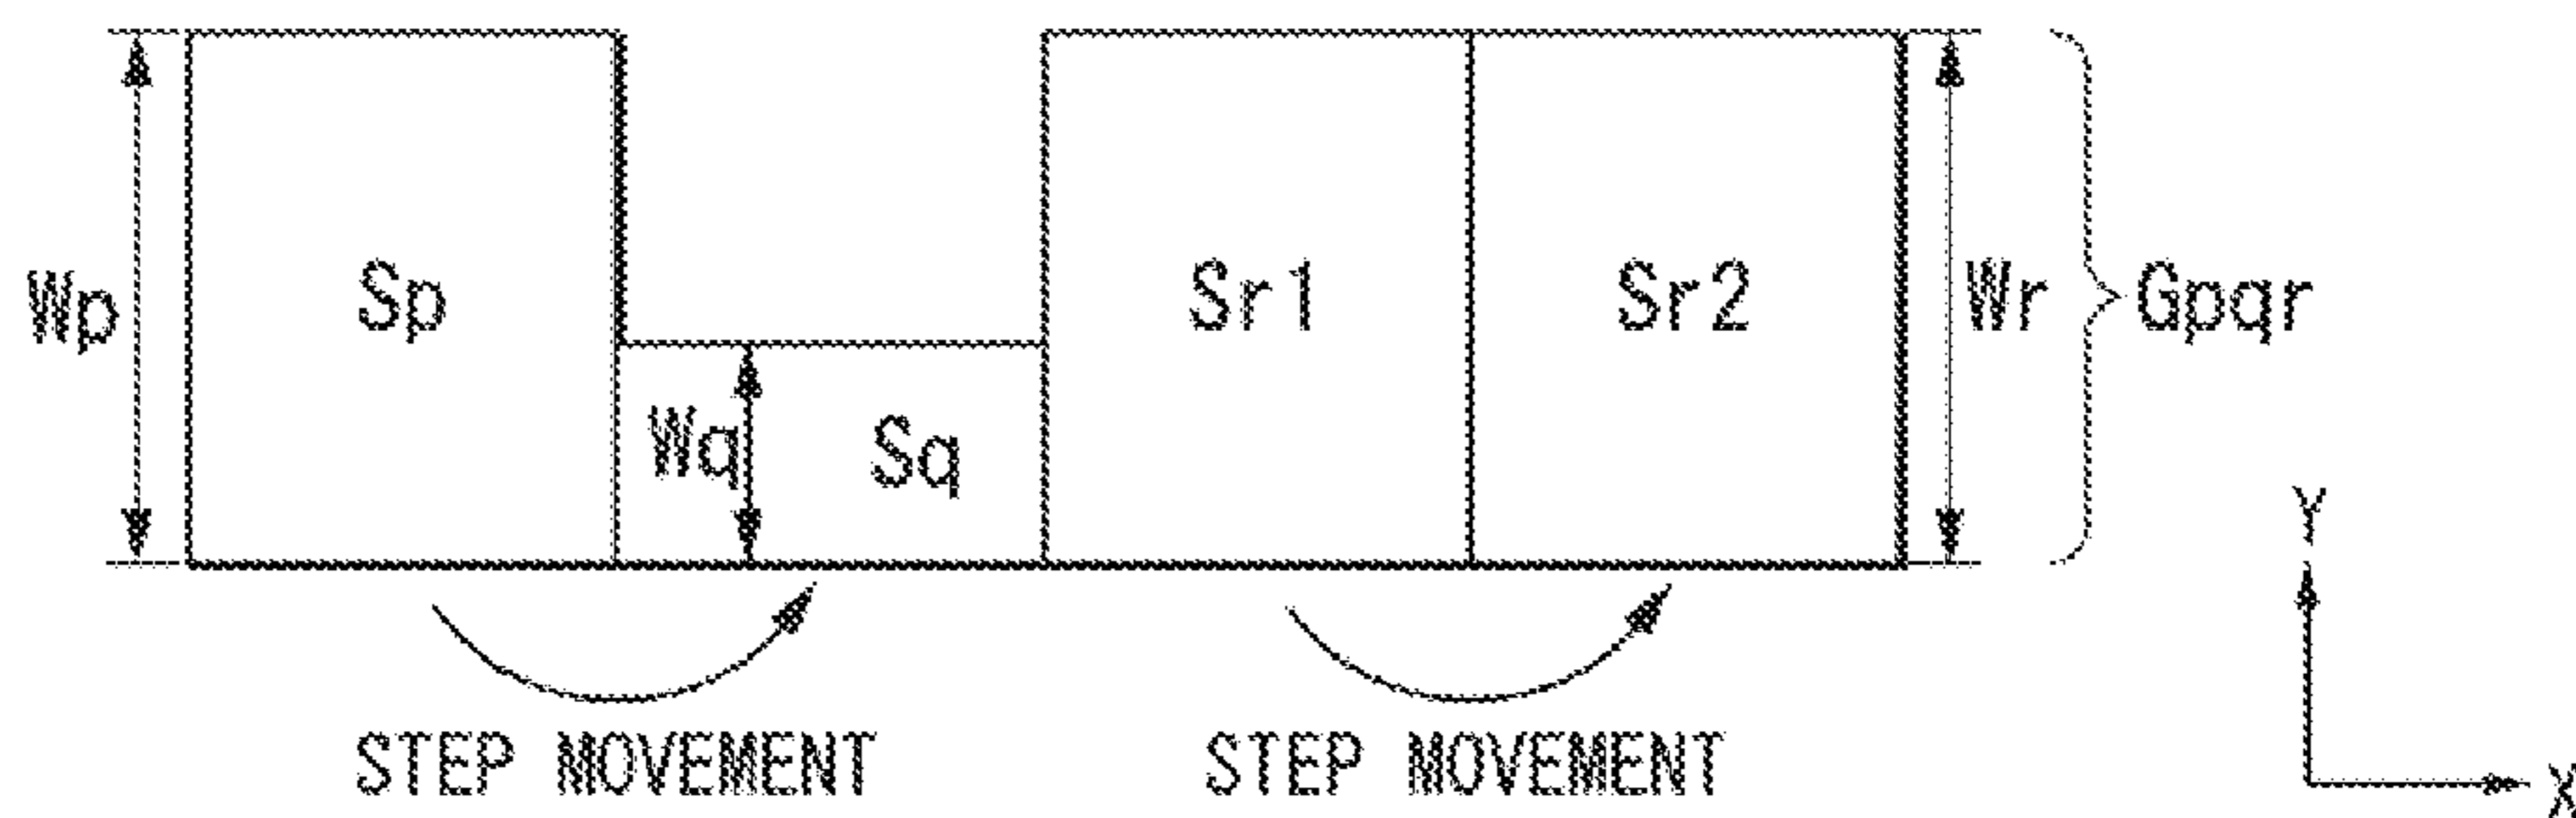 Wp Sp Sr1 Sr2 Wr Gpqr
Wq Sq
Y
STEP MOVEMENT STEP MOVEMENT
X